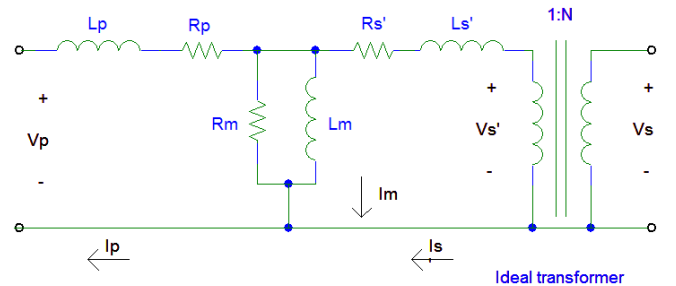 1:N
Lp
Rp
Rs'
Ls'
+
+
+
Rm
Lm
Vp
Vs'
Vs
-
-
-
Im
Ip
Is
Ideal transformer